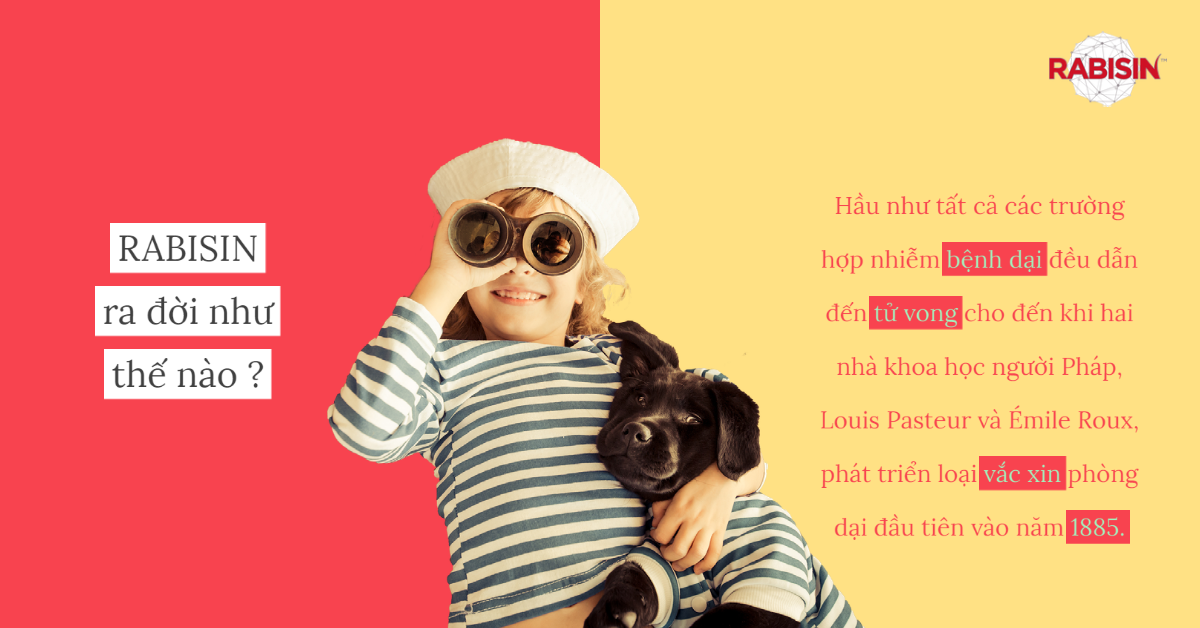 RABISIN
ra đời như
thế nào ?
RABISIN™
Hầu như tất cả các trường
hợp nhiễm bệnh dại đều dẫn
đến tử vong cho đến khi hai
nhà khoa học người Pháp,
Louis Pasteur và Émile Roux,
phát triển loại vắc xin phòng
dại đầu tiên vào năm 1885.